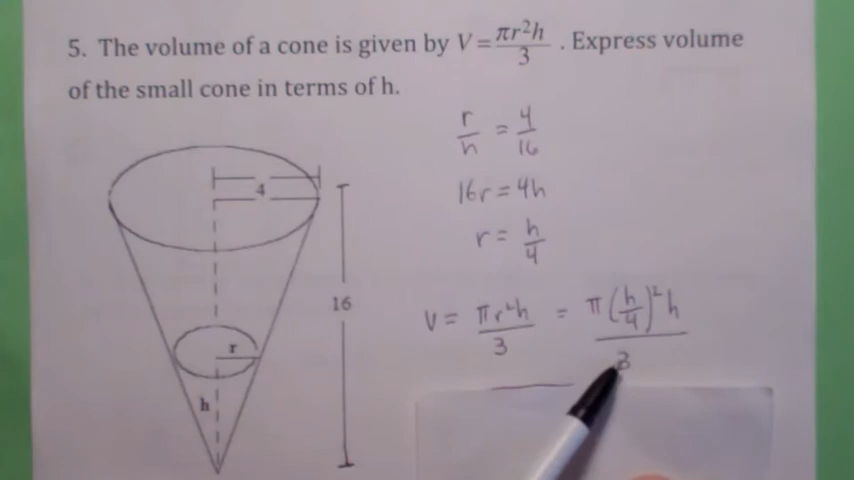 5. The volume of a cone is given by V = πr²h/3 . Express volume
of the small cone in terms of h.
r/h = 4/16
16r = 4h
r = h/4
V = πr²h/3 = π(h/4)²h/3
4
16
r
h